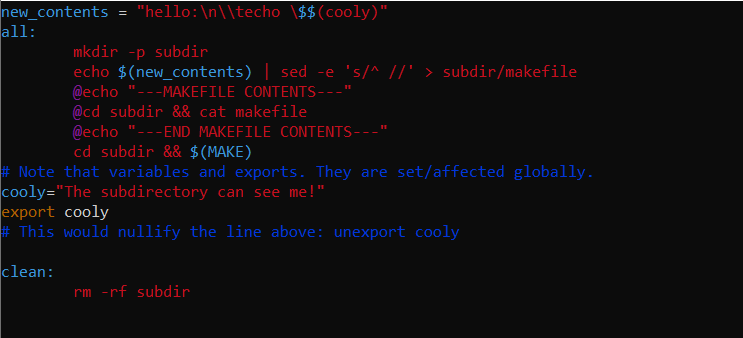 new_contents = "hello:\n\\techo \$$(cooly)"
all:
        mkdir -p subdir
        echo $(new_contents) | sed -e 's/^ //' > subdir/makefile
        @echo "---MAKEFILE CONTENTS---"
        @cd subdir && cat makefile
        @echo "---END MAKEFILE CONTENTS---"
        cd subdir && $(MAKE)
# Note that variables and exports. They are set/affected globally.
cooly="The subdirectory can see me!"
export cooly
# This would nullify the line above: unexport cooly

clean:
        rm -rf subdir